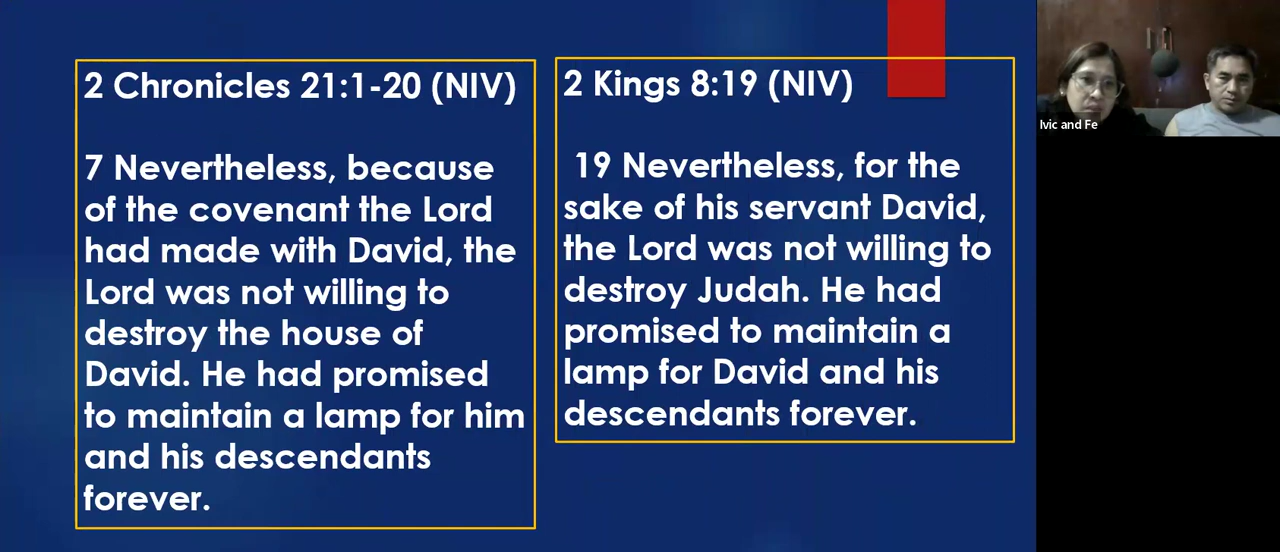 2 Chronicles 21:1-20 (NIV)
7 Nevertheless, because
of the covenant the Lord
had made with David, the
Lord was not willing to
destroy the house of
David. He had promised
to maintain a lamp for him
and his descendants
forever.
2 Kings 8:19 (NIV)
19 Nevertheless, for the
sake of his servant David,
the Lord was not willing to
destroy Judah. He had
promised to maintain a
lamp for David and his
descendants forever.
Ivic and Fe